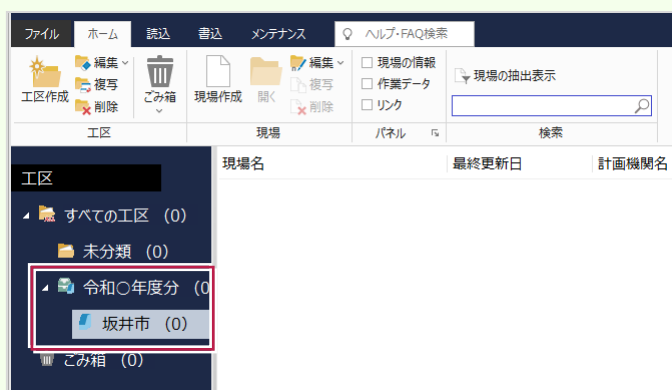 ファイル ホーム 読込 書込 メンテナンス ヘルプ・FAQ検索
工区作成 編集 複写 削除 ごみ箱 現場作成 開く 編集 複写 削除 現場の情報 作業データ リンク 現場の抽出表示
工区 現場 パネル 検索
工区 現場名 最終更新日 計画機関名
すべての工区 (0)
未分類 (0)
令和○年度分 (0
坂井市 (0)
ごみ箱 (0)